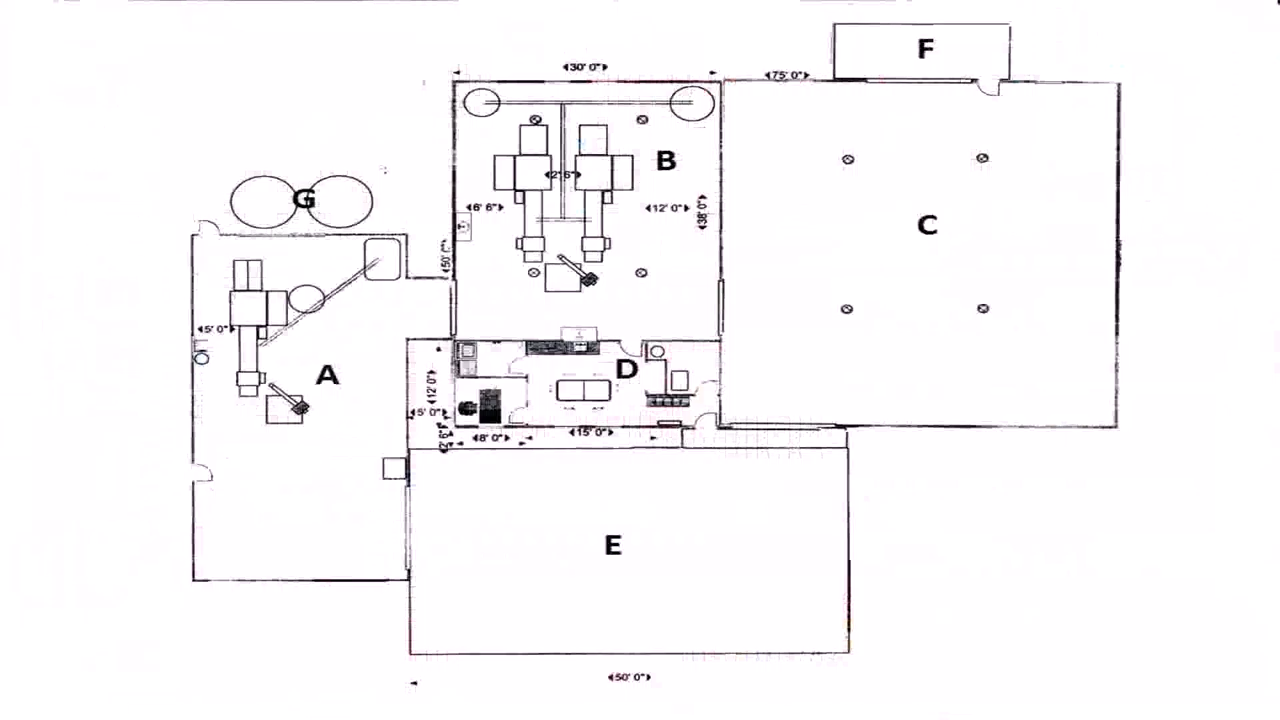 F
30' 0"
75' 0"
B
2' 6"
G
6' 6"
12' 0"
38' 0"
C
50' 0"
5' 0"
A
D
12' 0"
5' 0"
2' 6"
8' 0"
15' 0"
E
50' 0"